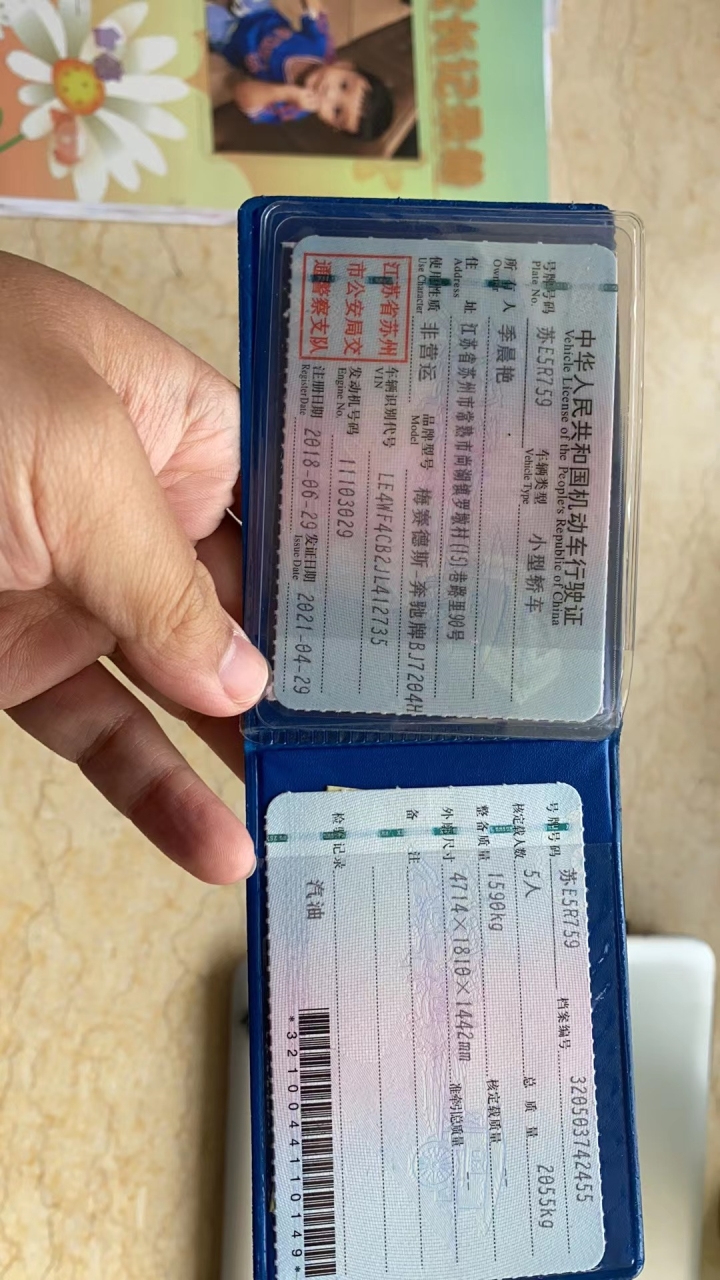 中华人民共和国机动车行驶证
Vehicle License of the People's Republic of China
号牌号码 苏E5R759 车辆类型 小型轿车
Plate No. Vehicle Type
所有人 季晨艳
Owner
住址 江苏省苏州市常熟市尚湖镇罗墩村(15)巷路里90号
Address
使用性质 非营运 品牌型号 梅赛德斯-奔驰牌BJ7204H
Use Character Model
江苏省苏州
市公安局交
通警察支队
车辆识别代号 LE4WF4CB2JL412735
VIN
发动机号码 11103029
Engine No.
注册日期 2018-06-29 发证日期 2021-04-29
Register Date Issue Date
号牌号码 苏E5R759 档案编号 320503742455
核定载人数 5人 总质量 2055kg
整备质量 1590kg 核定载质量 --
外廓尺寸 4714×1810×1442mm 准牵引总质量 --
备注
检验记录
汽油
*3210044110149*